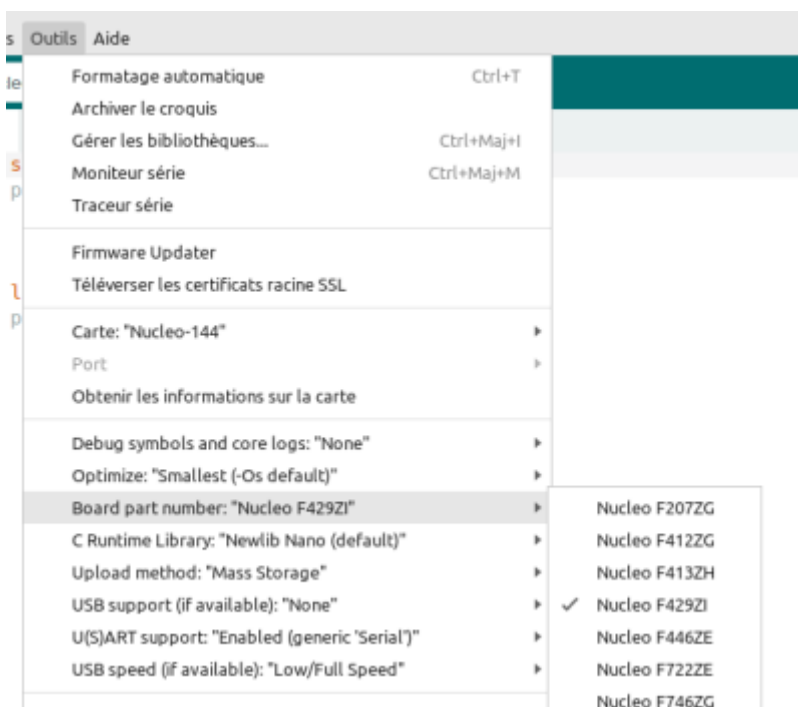 s Outils Aide
de
Formatage automatique Ctrl+T
Archiver le croquis
Gérer les bibliothèques... Ctrl+Maj+I
s
Moniteur série Ctrl+Maj+M
p
Traceur série
Firmware Updater
l
Téléverser les certificats racine SSL
p
Carte: "Nucleo-144"
Port
Obtenir les informations sur la carte
Debug symbols and core logs: "None"
Optimize: "Smallest (-Os default)"
Board part number: "Nucleo F429ZI"
C Runtime Library: "Newlib Nano (default)"
Upload method: "Mass Storage"
USB support (if available): "None"
U(S)ART support: "Enabled (generic 'Serial')"
USB speed (if available): "Low/Full Speed"
Nucleo F207ZG
Nucleo F412ZG
Nucleo F413ZH
Nucleo F429ZI
Nucleo F446ZE
Nucleo F722ZE
Nucleo F746ZG